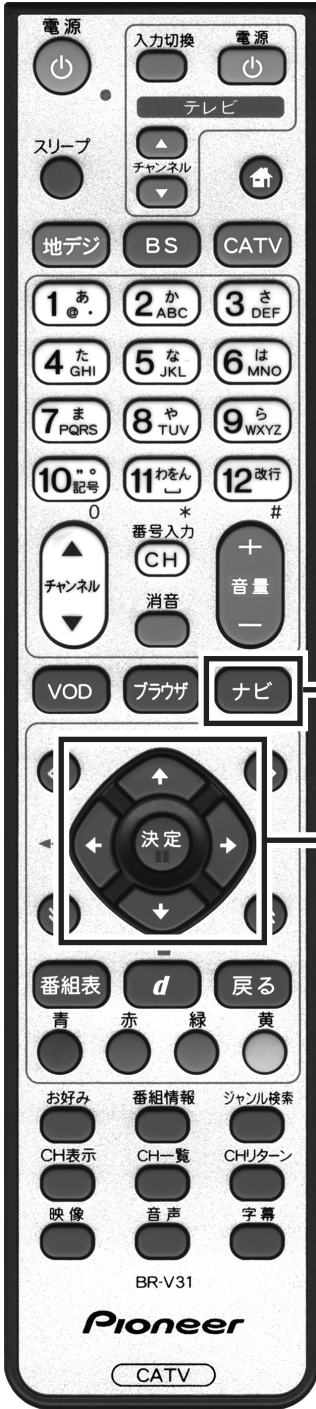 電源
入力切換 電源
テレビ
スリープ
チャンネル
地デジ BS CATV
1 あ @.
2 か ABC
3 さ DEF
4 た GHI
5 な JKL
6 は MNO
7 ま PQRS
8 や TUV
9 ら WXYZ
10 ゛゜ 記号
11 わをん
12 改行
0 * #
チャンネル
番号入力
CH
消音
+
音量
−
VOD ブラウザ ナビ
決定
番組表 d 戻る
青 赤 緑 黄
お好み 番組情報 ジャンル検索
CH表示 CH一覧 CHリターン
映像 音声 字幕
BR-V31
Pioneer
CATV